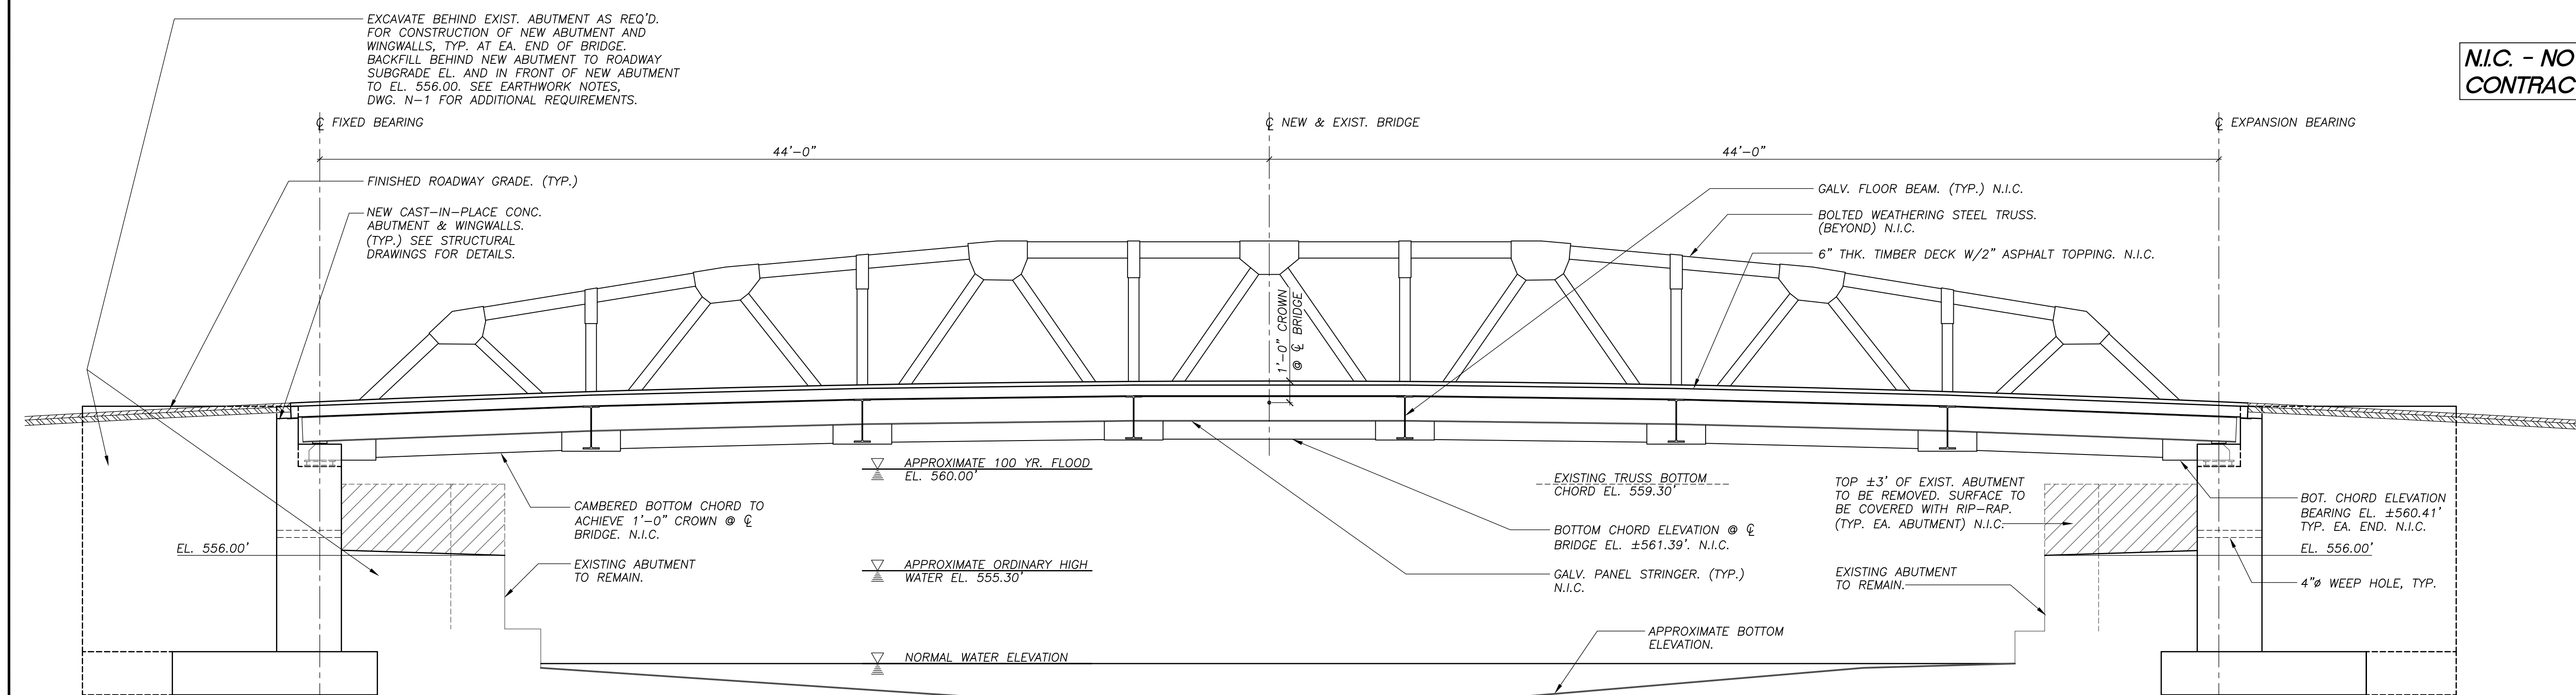 EXCAVATE BEHIND EXIST. ABUTMENT AS REQ'D.
FOR CONSTRUCTION OF NEW ABUTMENT AND
WINGWALLS, TYP. AT EA. END OF BRIDGE.
BACKFILL BEHIND NEW ABUTMENT TO ROADWAY
SUBGRADE EL. AND IN FRONT OF NEW ABUTMENT
TO EL. 556.00. SEE EARTHWORK NOTES,
DWG. N-1 FOR ADDITIONAL REQUIREMENTS.
N.I.C. - NO
CONTRAC
℄ FIXED BEARING
℄ NEW & EXIST. BRIDGE
℄ EXPANSION BEARING
44'-0"
44'-0"
FINISHED ROADWAY GRADE. (TYP.)
NEW CAST-IN-PLACE CONC.
ABUTMENT & WINGWALLS.
(TYP.) SEE STRUCTURAL
DRAWINGS FOR DETAILS.
GALV. FLOOR BEAM. (TYP.) N.I.C.
BOLTED WEATHERING STEEL TRUSS.
(BEYOND) N.I.C.
6" THK. TIMBER DECK W/2" ASPHALT TOPPING. N.I.C.
1'-0" CROWN
@ ℄ BRIDGE
APPROXIMATE 100 YR. FLOOD
EL. 560.00'
CAMBERED BOTTOM CHORD TO
ACHIEVE 1'-0" CROWN @ ℄
BRIDGE. N.I.C.
EXISTING TRUSS BOTTOM
CHORD EL. 559.30'
BOTTOM CHORD ELEVATION @ ℄
BRIDGE EL. ±561.39'. N.I.C.
GALV. PANEL STRINGER. (TYP.)
N.I.C.
TOP ±3' OF EXIST. ABUTMENT
TO BE REMOVED. SURFACE TO
BE COVERED WITH RIP-RAP.
(TYP. EA. ABUTMENT) N.I.C.
BOT. CHORD ELEVATION
BEARING EL. ±560.41'
TYP. EA. END. N.I.C.
EL. 556.00'
EL. 556.00'
EXISTING ABUTMENT
TO REMAIN.
APPROXIMATE ORDINARY HIGH
WATER EL. 555.30'
EXISTING ABUTMENT
TO REMAIN.
4"ø WEEP HOLE, TYP.
APPROXIMATE BOTTOM
ELEVATION.
NORMAL WATER ELEVATION